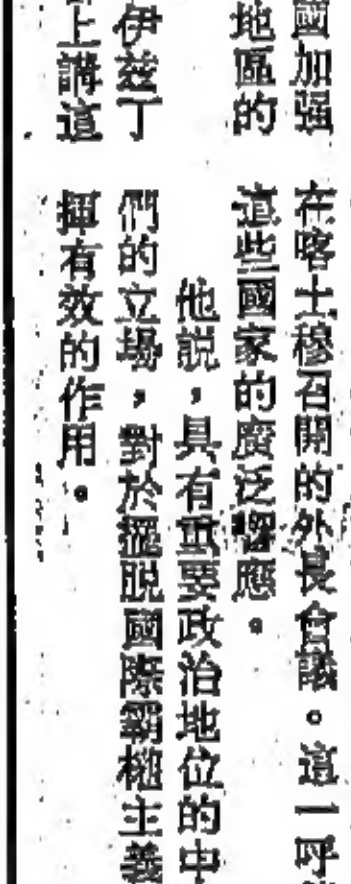 國加强
地區的
伊茲丁
上講這
在喀土穆召開的外長會議。這一呼
這些國家的廣泛響應。
他説，具有重要政治地位的中
們的立場，對於擺脱國際霸權主義
揮有效的作用。